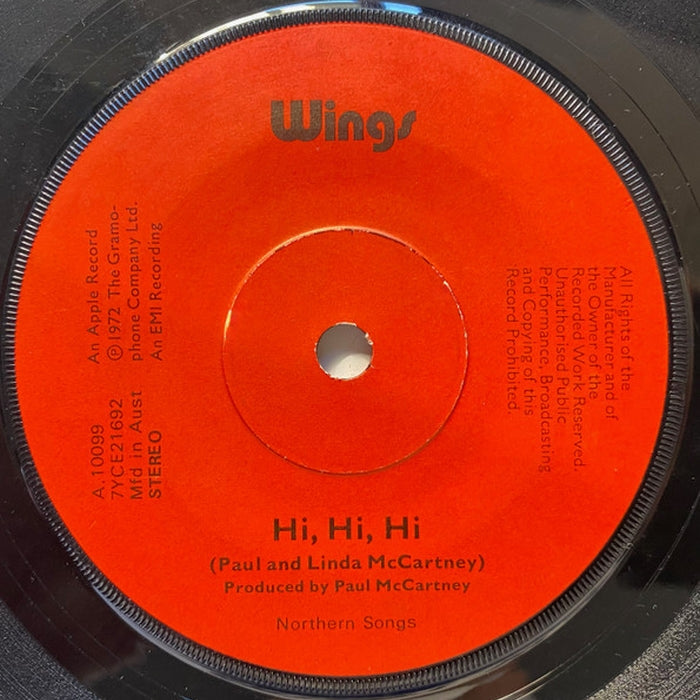 Wings
An Apple Record
℗1972 The Gramo-
phone Company Ltd.
An EMI Recording
A.10099
7YCE21692
Mfd in Aust
STEREO
All Rights of the
Manufacturer and of
the Owner of the
Recorded Work Reserved.
Unauthorised Public
Performance, Broadcasting
and Copying of this
Record Prohibited.
Hi, Hi, Hi
(Paul and Linda McCartney)
Produced by Paul McCartney
Northern Songs